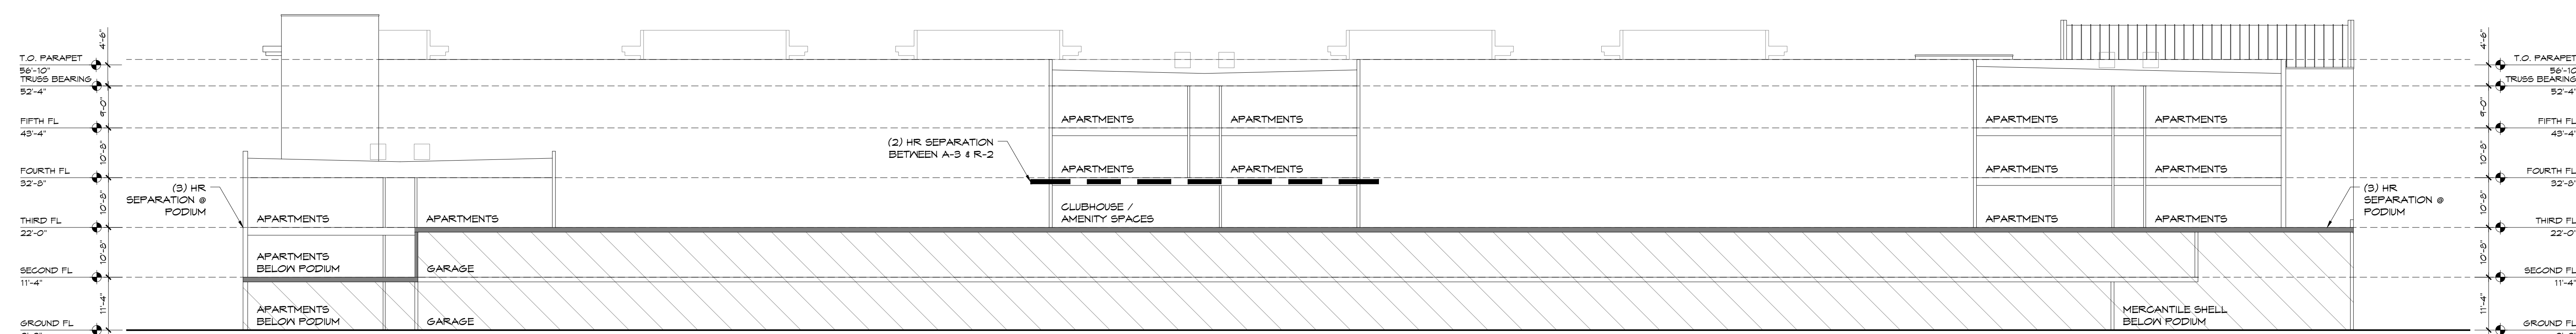 T.O. PARAPET
56'-10"
TRUSS BEARING
52'-4"
FIFTH FL
43'-4"
FOURTH FL
32'-8"
THIRD FL
22'-0"
SECOND FL
11'-4"
GROUND FL
4'-6"
9'-0"
10'-8"
10'-8"
10'-8"
11'-4"
(3) HR
SEPARATION @
PODIUM
APARTMENTS
APARTMENTS
APARTMENTS
BELOW PODIUM
GARAGE
APARTMENTS
BELOW PODIUM
GARAGE
(2) HR SEPARATION
BETWEEN A-3 & R-2
APARTMENTS
APARTMENTS
APARTMENTS
APARTMENTS
CLUBHOUSE /
AMENITY SPACES
APARTMENTS
APARTMENTS
APARTMENTS
APARTMENTS
APARTMENTS
APARTMENTS
MERCANTILE SHELL
BELOW PODIUM
(3) HR
SEPARATION @
PODIUM
4'-6"
9'-0"
10'-8"
10'-8"
10'-8"
11'-4"
T.O. PARAPET
56'-10
TRUSS BEARING
52'-4"
FIFTH FL
43'-4"
FOURTH FL
32'-8"
THIRD FL
22'-0"
SECOND FL
11'-4"
GROUND FL